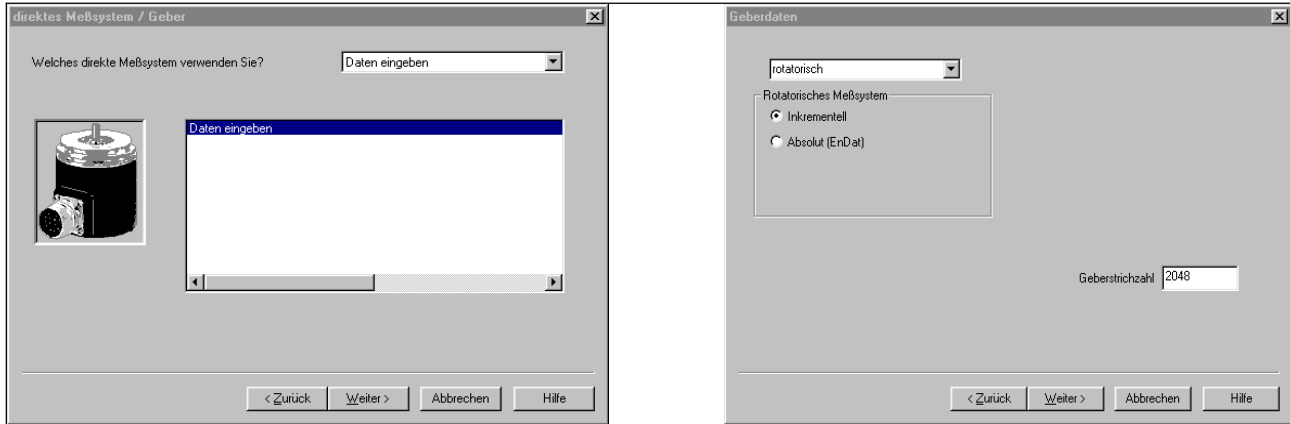 direktes Meßsystem / Geber
Welches direkte Meßsystem verwenden Sie?
Daten eingeben
Daten eingeben
< Zurück
Weiter >
Abbrechen
Hilfe
Geberdaten
rotatorisch
Rotatorisches Meßsystem
Inkrementell
Absolut (EnDat)
Geberstrichzahl
2048
< Zurück
Weiter >
Abbrechen
Hilfe